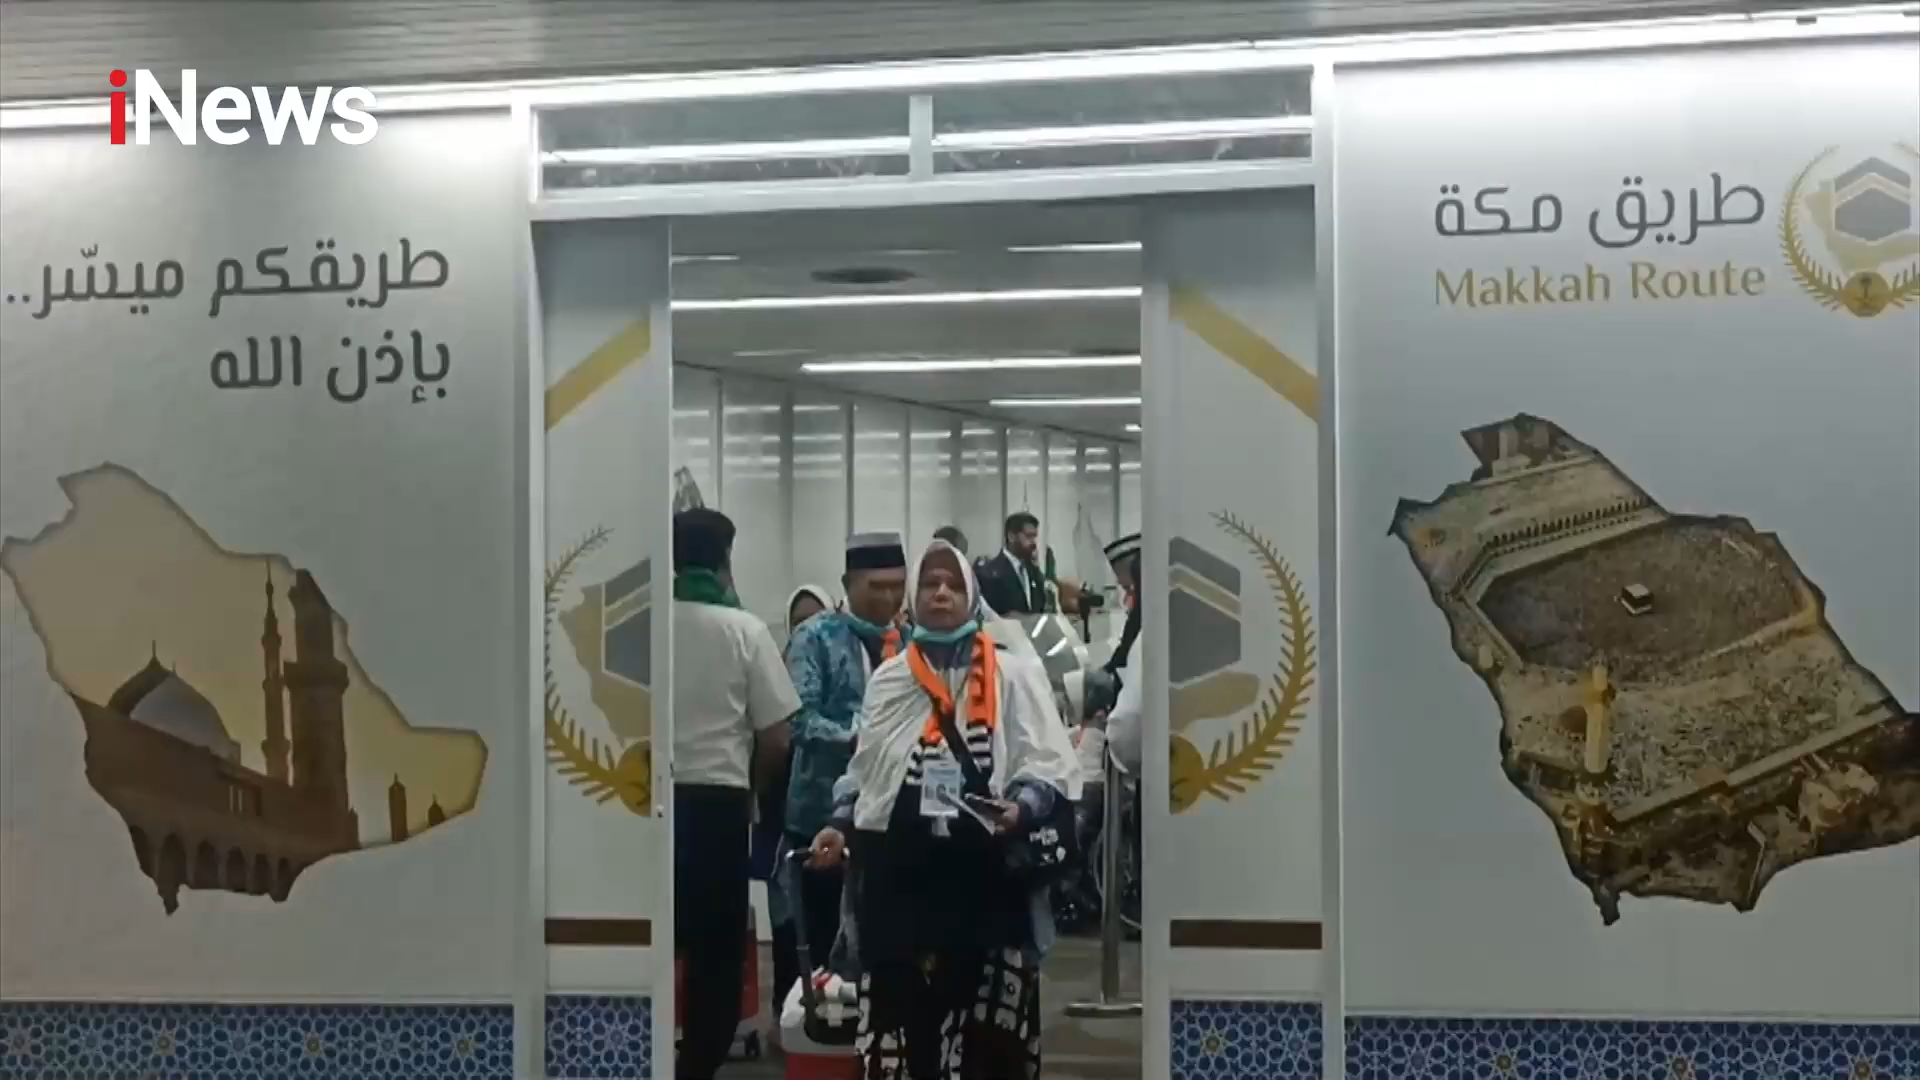 iNews
طريقكم ميسّر..
بإذن الله
طريق مكة
Makkah Route